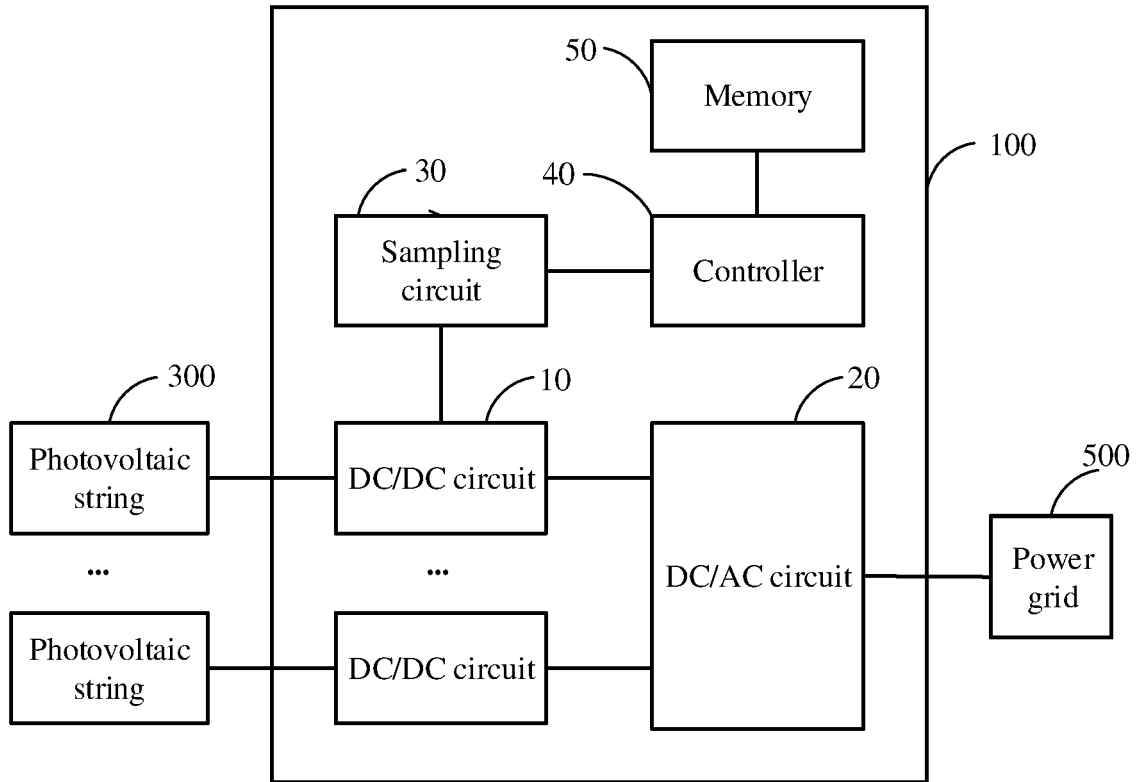 50
Memory
100
30
40
Sampling
circuit
Controller
300
10
20
Photovoltaic
string
DC/DC circuit
500
...
...
DC/AC circuit
Power
grid
Photovoltaic
string
DC/DC circuit